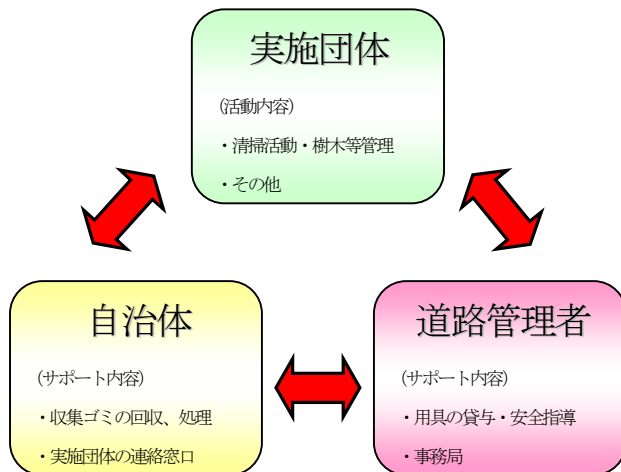 実施団体
(活動内容)
・清掃活動・樹木等管理
・その他
自治体
(サポート内容)
・収集ゴミの回収、処理
・実施団体の連絡窓口
道路管理者
(サポート内容)
・用具の貸与・安全指導
・事務局